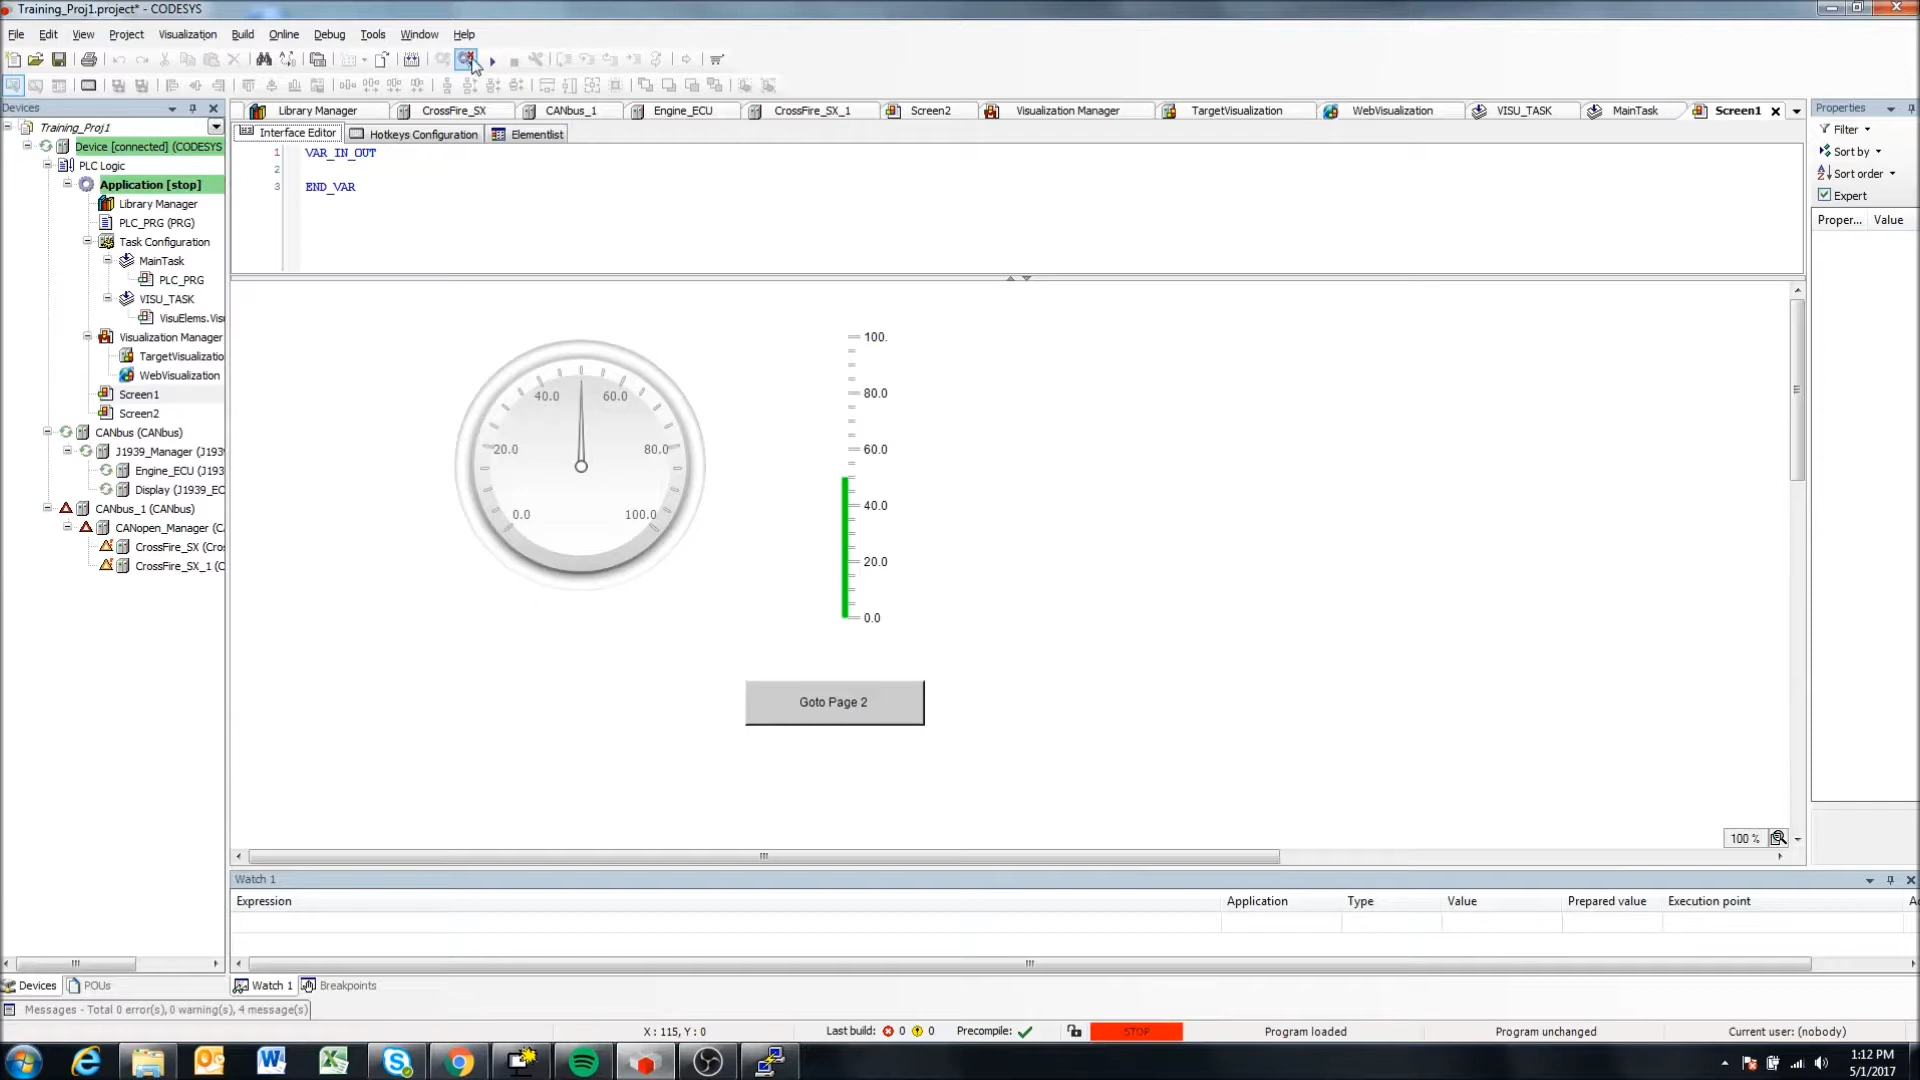 Training_Proj1.project* - CODESYS
File Edit View Project Visualization Build Online Debug Tools Window Help
Devices
Library Manager CrossFire_SX CANbus_1 Engine_ECU CrossFire_SX_1 Screen2 Visualization Manager TargetVisualization WebVisualization VISU_TASK MainTask Screen1
Properties
Training_Proj1
Interface Editor Hotkeys Configuration Elementlist
Filter
Device [connected] (CODESYS
1 VAR_IN_OUT
Sort by
PLC Logic
2
Sort order
Application [stop]
3 END_VAR
Expert
Library Manager
PLC_PRG (PRG)
Proper... Value
Task Configuration
MainTask
PLC_PRG
VISU_TASK
VisuElems.Visu
Visualization Manager
TargetVisualizatio
WebVisualization
Screen1
Screen2
CANbus (CANbus)
J1939_Manager (J193
Engine_ECU (J193
Display (J1939_EC
CANbus_1 (CANbus)
CANopen_Manager (CA
CrossFire_SX (Cros
CrossFire_SX_1 (C
0.0
20.0
40.0
60.0
80.0
100.0
100.
80.0
60.0
40.0
20.0
0.0
Goto Page 2
100 %
Watch 1
Expression Application Type Value Prepared value Execution point
Devices POUs
Watch 1 Breakpoints
Messages - Total 0 error(s), 0 warning(s), 4 message(s)
X : 115, Y : 0 Last build: 0 0 Precompile: STOP Program loaded Program unchanged Current user: (nobody)
1:12 PM
5/1/2017